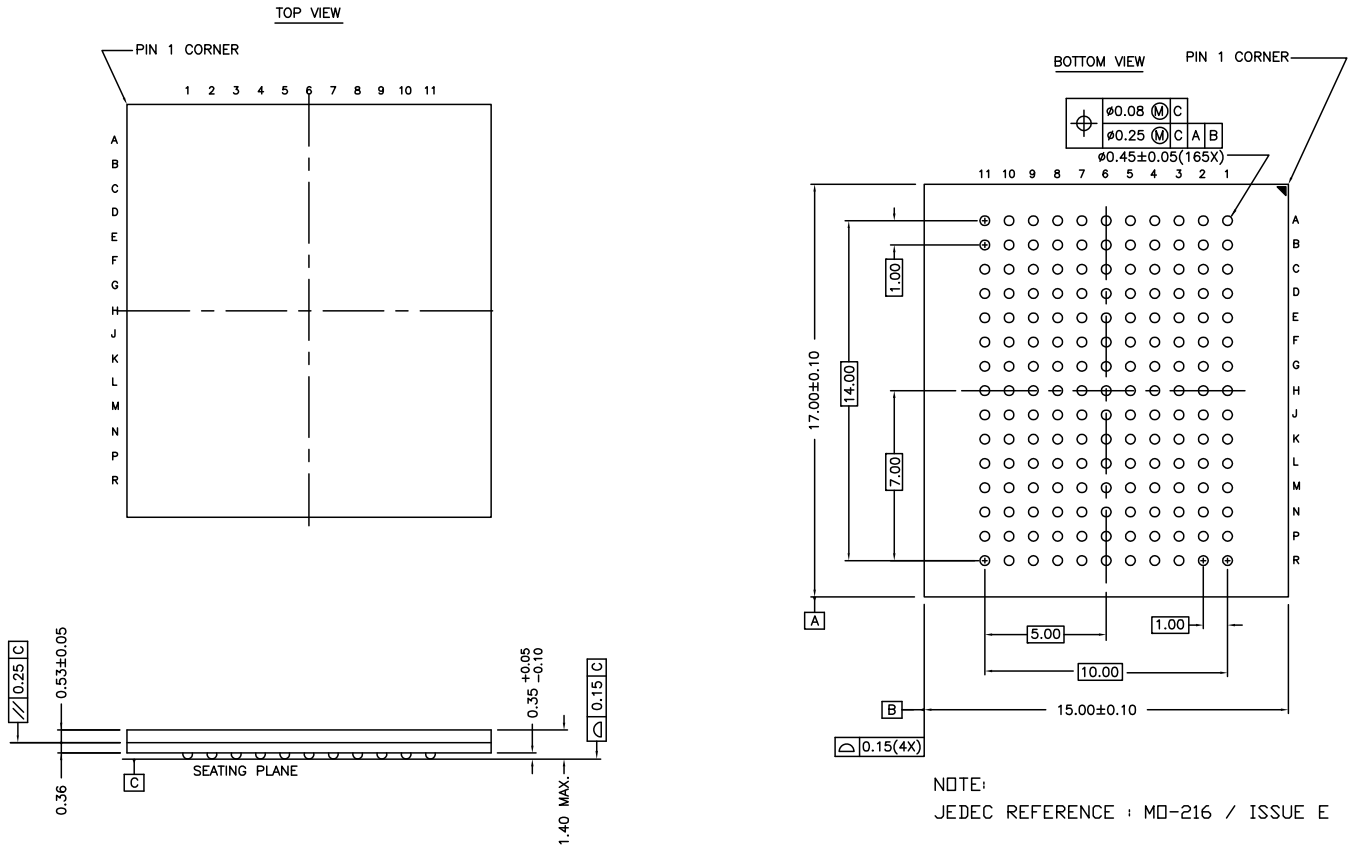 TOP VIEW
PIN 1 CORNER
1 2 3 4 5 6 7 8 9 10 11
A
B
C
D
E
F
G
H
J
K
L
M
N
P
R
BOTTOM VIEW
PIN 1 CORNER
ø0.08 Ⓜ C
ø0.25 Ⓜ C A B
ø0.45±0.05(165X)
11 10 9 8 7 6 5 4 3 2 1
A
B
C
D
E
F
G
H
J
K
L
M
N
P
R
1.00
17.00±0.10
14.00
7.00
A
5.00
1.00
10.00
B
15.00±0.10
⌓ 0.15(4X)
// 0.25 C
0.53±0.05
0.36
C
SEATING PLANE
0.35 +0.05
-0.10
1.40 MAX.
⌓ 0.15 C
NOTE:
JEDEC REFERENCE : MO-216 / ISSUE E